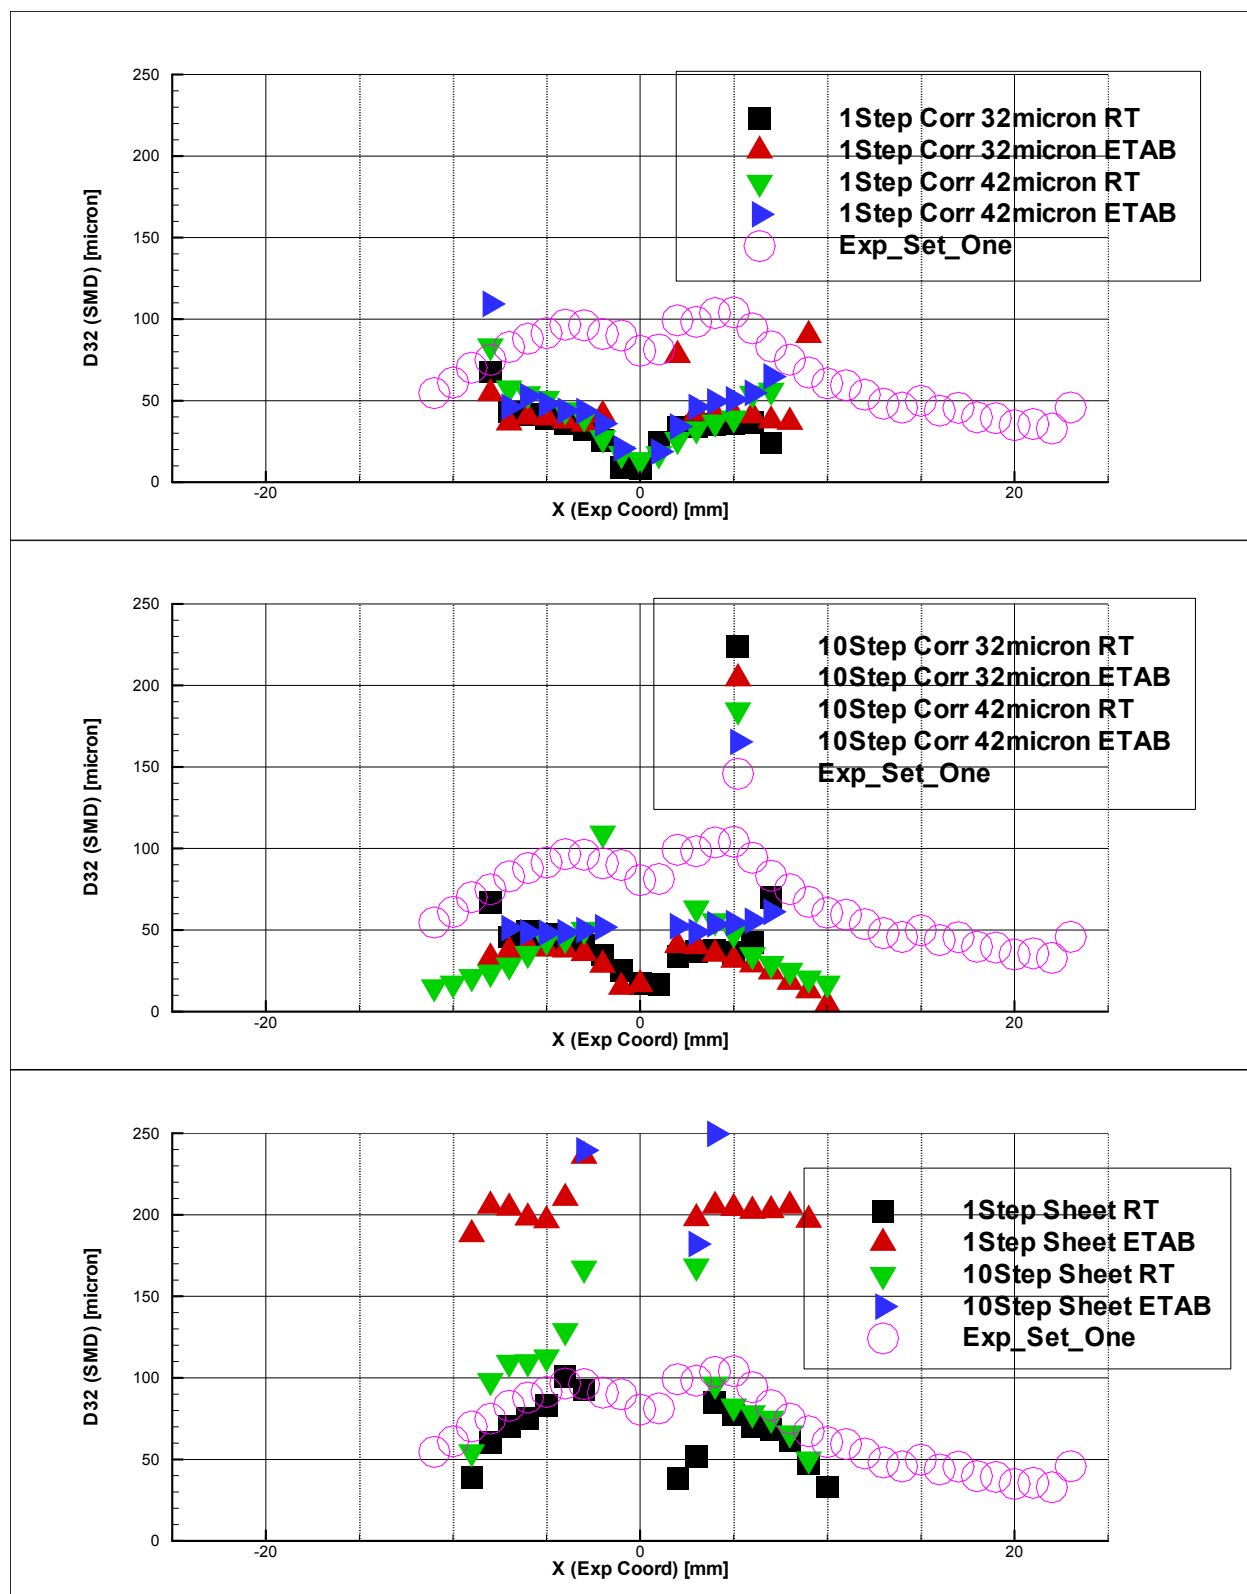 250
200
150
100
50
0
D32 (SMD) [micron]
-20
0
20
X (Exp Coord) [mm]
1Step Corr 32micron RT
1Step Corr 32micron ETAB
1Step Corr 42micron RT
1Step Corr 42micron ETAB
Exp_Set_One
250
200
150
100
50
0
D32 (SMD) [micron]
-20
0
20
X (Exp Coord) [mm]
10Step Corr 32micron RT
10Step Corr 32micron ETAB
10Step Corr 42micron RT
10Step Corr 42micron ETAB
Exp_Set_One
250
200
150
100
50
0
D32 (SMD) [micron]
-20
0
20
X (Exp Coord) [mm]
1Step Sheet RT
1Step Sheet ETAB
10Step Sheet RT
10Step Sheet ETAB
Exp_Set_One